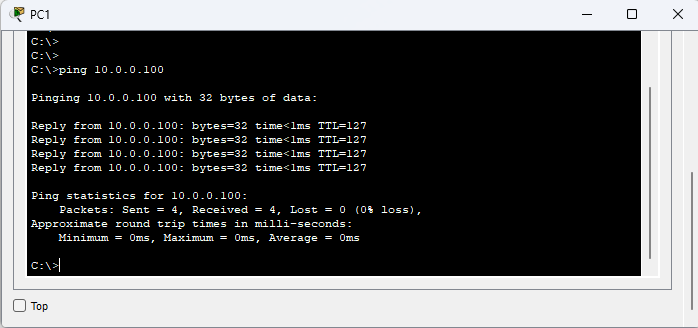 PC1
C:\>
C:\>
C:\>ping 10.0.0.100
Pinging 10.0.0.100 with 32 bytes of data:
Reply from 10.0.0.100: bytes=32 time<1ms TTL=127
Reply from 10.0.0.100: bytes=32 time<1ms TTL=127
Reply from 10.0.0.100: bytes=32 time<1ms TTL=127
Reply from 10.0.0.100: bytes=32 time<1ms TTL=127
Ping statistics for 10.0.0.100:
Packets: Sent = 4, Received = 4, Lost = 0 (0% loss),
Approximate round trip times in milli-seconds:
Minimum = 0ms, Maximum = 0ms, Average = 0ms
C:\>
Top